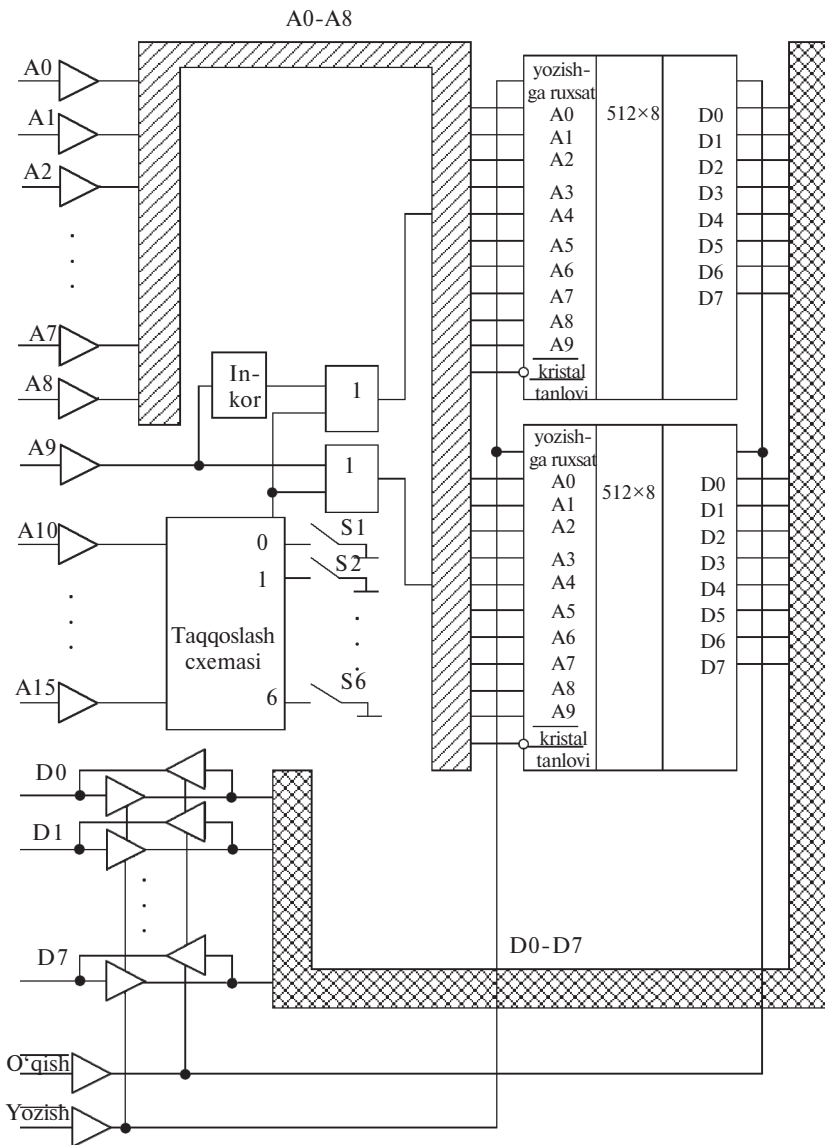 A0-A8
A0
A1
A2
A7
A8
A9
A10
A15
In-
kor
1
1
Taqqoslash
cxemasi
0
1
6
S1
S2
S6
yozish-
ga ruxsat
512×8
A0
A1
A2
A3
A4
A5
A6
A7
A8
A9
kristal
tanlovi
D0
D1
D2
D3
D4
D5
D6
D7
yozish-
ga ruxsat
512×8
A0
A1
A2
A3
A4
A5
A6
A7
A8
A9
kristal
tanlovi
D0
D1
D2
D3
D4
D5
D6
D7
D0
D1
D7
D0-D7
O‘qish
Yozish